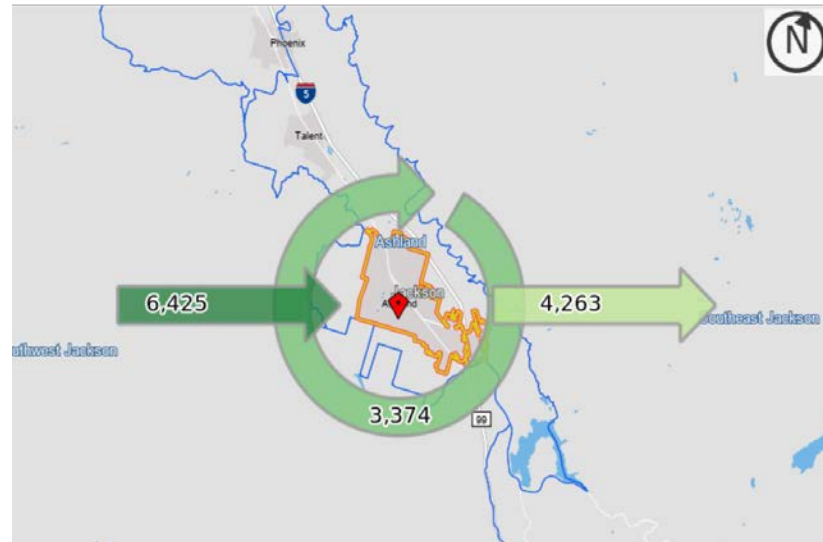 N
Phoenix
5
Talent
Ashland
Jackson
6,425
4,263
Southeast Jackson
uthwest Jackson
3,374
99